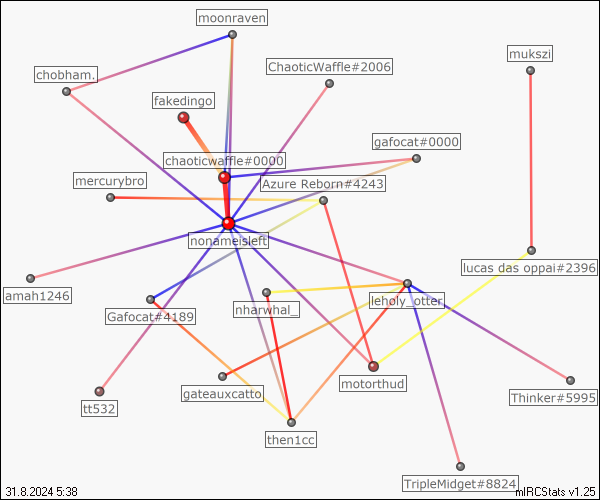 moonraven
mukszi
ChaoticWaffle#2006
chobham.
fakedingo
gafocat#0000
chaoticwaffle#0000
mercurybro
Azure Reborn#4243
nonameisleft
lucas das oppai#2396
amah1246
leholy_otter
nharwhal_
Gafocat#4189
motorthud
gateauxcatto
Thinker#5995
tt532
then1cc
TripleMidget#8824
31.8.2024 5:38
mIRCStats v1.25